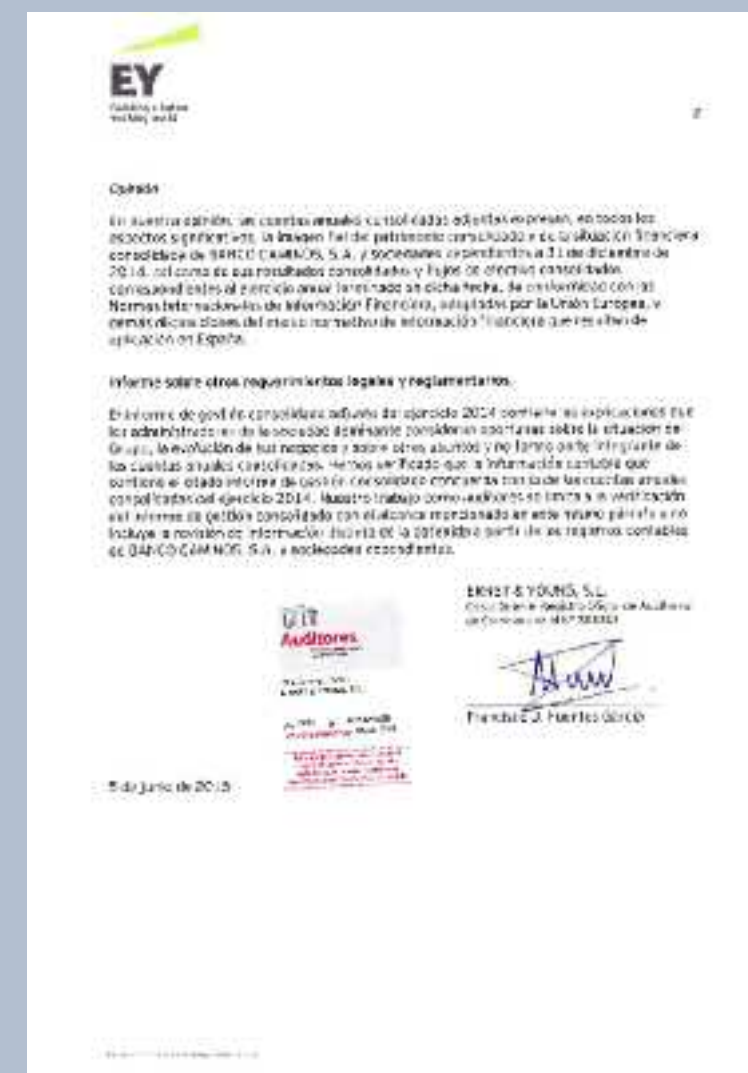 EY
Building a better
working world
2
Opinión
En nuestra opinión, las cuentas anuales consolidadas adjuntas expresan, en todos los
aspectos significativos, la imagen fiel del patrimonio consolidado y de la situación financiera
consolidada de BANCO CAMINOS, S.A. y sociedades dependientes a 31 de diciembre de
2014, así como de sus resultados consolidados y flujos de efectivo consolidados
correspondientes al ejercicio anual terminado en dicha fecha, de conformidad con las
Normas Internacionales de Información Financiera, adoptadas por la Unión Europea, y
demás disposiciones del marco normativo de información financiera que resultan de
aplicación en España.
Informe sobre otros requerimientos legales y reglamentarios
El informe de gestión consolidado adjunto del ejercicio 2014 contiene las explicaciones que
los administradores de la sociedad dominante consideran oportunas sobre la situación del
Grupo, la evolución de sus negocios y sobre otros asuntos y no forma parte integrante de
las cuentas anuales consolidadas. Hemos verificado que la información contable que
contiene el citado informe de gestión consolidado concuerda con la de las cuentas anuales
consolidadas del ejercicio 2014. Nuestro trabajo como auditores se limita a la verificación
del informe de gestión consolidado con el alcance mencionado en este mismo párrafo y no
incluye la revisión de información distinta de la obtenida a partir de los registros contables
de BANCO CAMINOS, S.A. y sociedades dependientes.
Auditores
ERNST & YOUNG, S.L.
Francisco J. Fuentes García
5 de junio de 2015